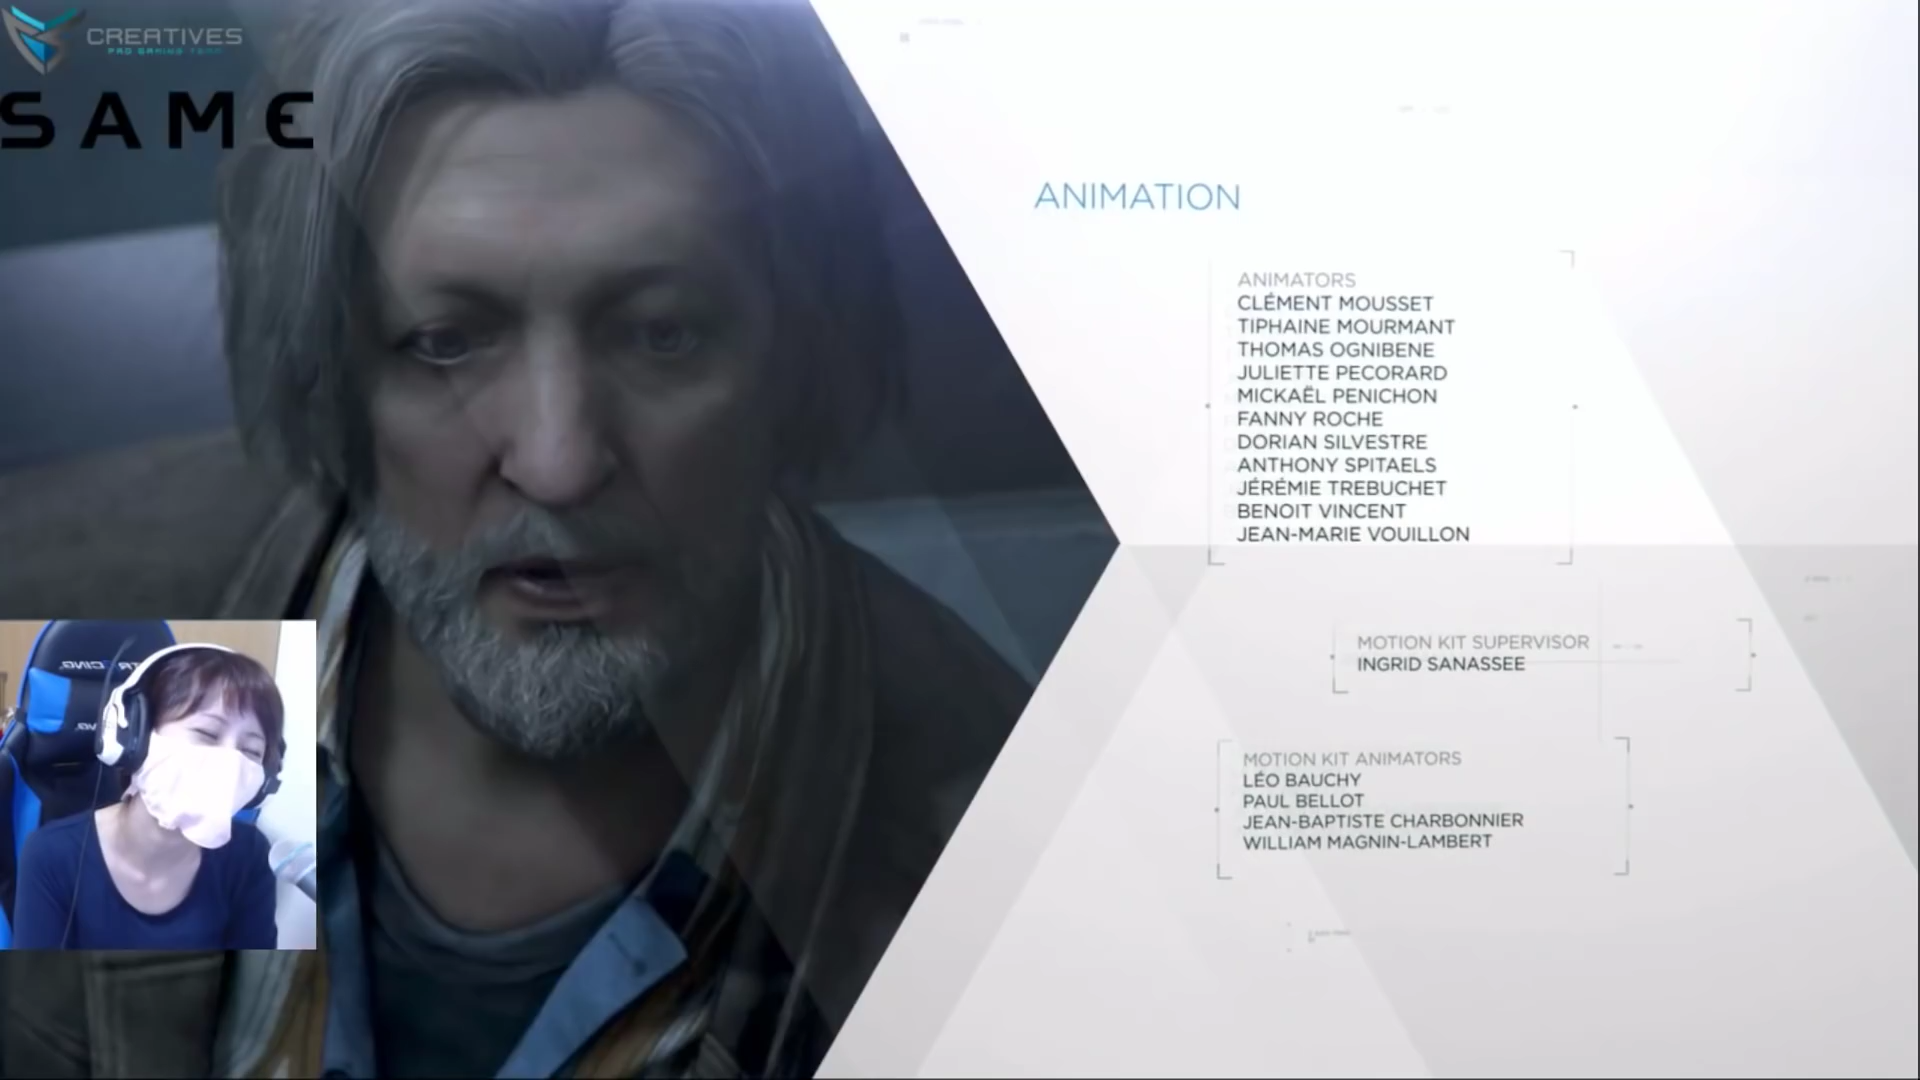 CREATIVES
PRO GAMING TEAM
SAME
ANIMATION
ANIMATORS
CLÉMENT MOUSSET
TIPHAINE MOURMANT
THOMAS OGNIBENE
JULIETTE PECORARD
MICKAËL PENICHON
FANNY ROCHE
DORIAN SILVESTRE
ANTHONY SPITAELS
JÉRÉMIE TREBUCHET
BENOIT VINCENT
JEAN-MARIE VOUILLON
MOTION KIT SUPERVISOR
INGRID SANASSEE
MOTION KIT ANIMATORS
LÉO BAUCHY
PAUL BELLOT
JEAN-BAPTISTE CHARBONNIER
WILLIAM MAGNIN-LAMBERT